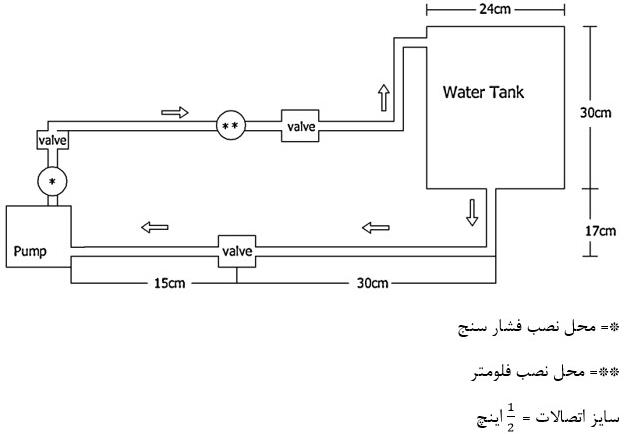 24cm
Water Tank
30cm
**
valve
valve
*
Pump
valve
17cm
15cm
30cm
*= محل نصب فشار سنج
**= محل نصب فلومتر
سایز اتصالات = 1/2 اینچ